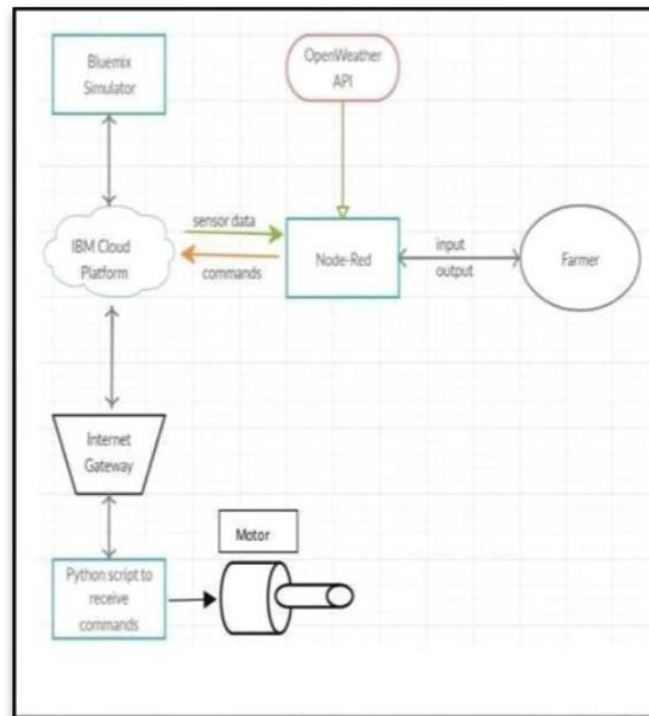 Bluemix
Simulator
OpenWeather
API
IBM Cloud
Platform
sensor data
commands
Node-Red
input
output
Farmer
Internet
Gateway
Motor
Python script to
receive
commands